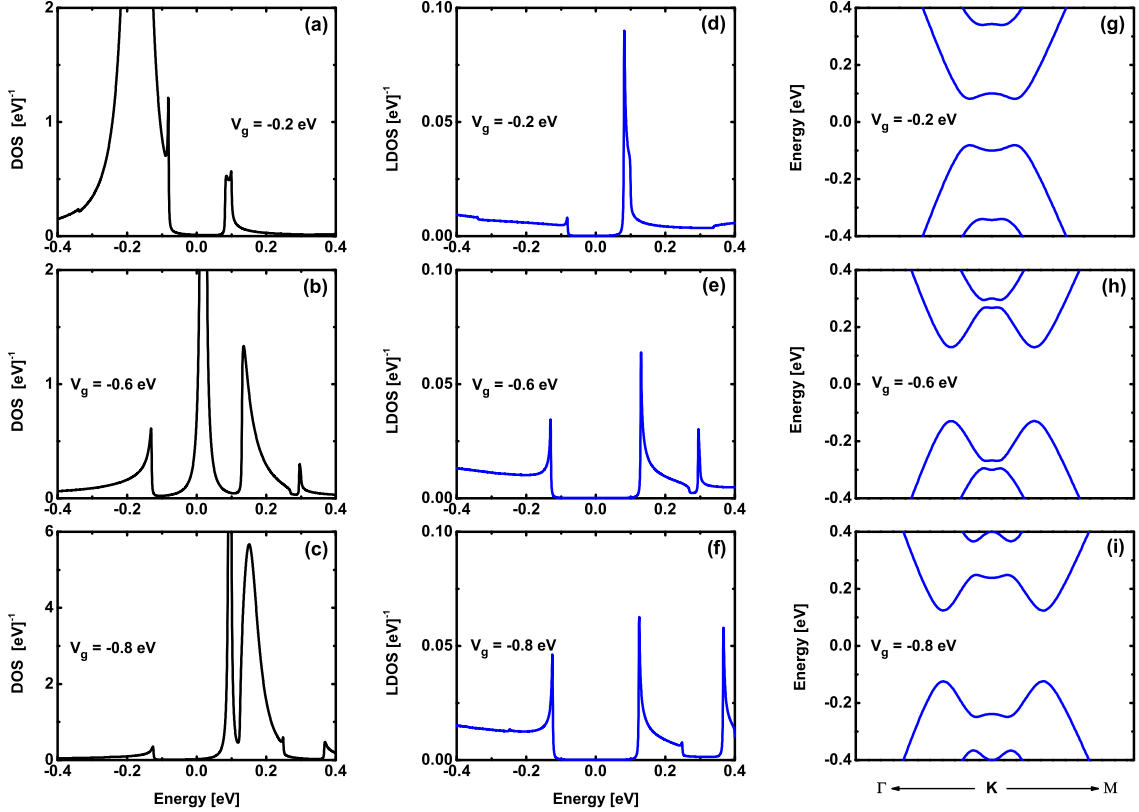 2
1
0
-0.4 -0.2 0.0 0.2 0.4
DOS [eV]⁻¹
V_g = -0.2 eV
(a)
0.10
0.05
0.00
-0.4 -0.2 0.0 0.2 0.4
LDOS [eV]⁻¹
V_g = -0.2 eV
(d)
0.4
0.2
0.0
-0.2
-0.4
Energy [eV]
V_g = -0.2 eV
(g)
2
1
0
-0.4 -0.2 0.0 0.2 0.4
DOS [eV]⁻¹
V_g = -0.6 eV
(b)
0.10
0.05
0.00
-0.4 -0.2 0.0 0.2 0.4
LDOS [eV]⁻¹
V_g = -0.6 eV
(e)
0.4
0.2
0.0
-0.2
-0.4
Energy [eV]
V_g = -0.6 eV
(h)
6
5
4
3
2
1
0
-0.4 -0.2 0.0 0.2 0.4
DOS [eV]⁻¹
V_g = -0.8 eV
(c)
Energy [eV]
0.10
0.05
0.00
-0.4 -0.2 0.0 0.2 0.4
LDOS [eV]⁻¹
V_g = -0.8 eV
(f)
Energy [eV]
0.4
0.2
0.0
-0.2
-0.4
Energy [eV]
V_g = -0.8 eV
(i)
Γ ← K → M